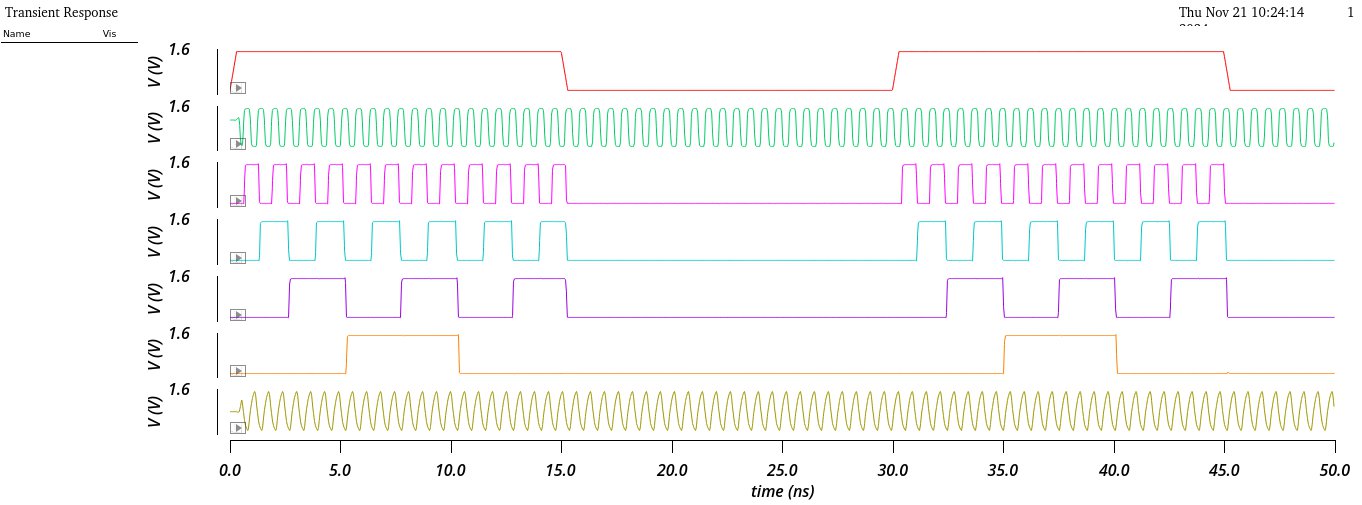 Transient Response
Thu Nov 21 10:24:14 1
Name Vis
1.6
V (V)
1.6
V (V)
1.6
V (V)
1.6
V (V)
1.6
V (V)
1.6
V (V)
1.6
V (V)
0.0 5.0 10.0 15.0 20.0 25.0 30.0 35.0 40.0 45.0 50.0
time (ns)